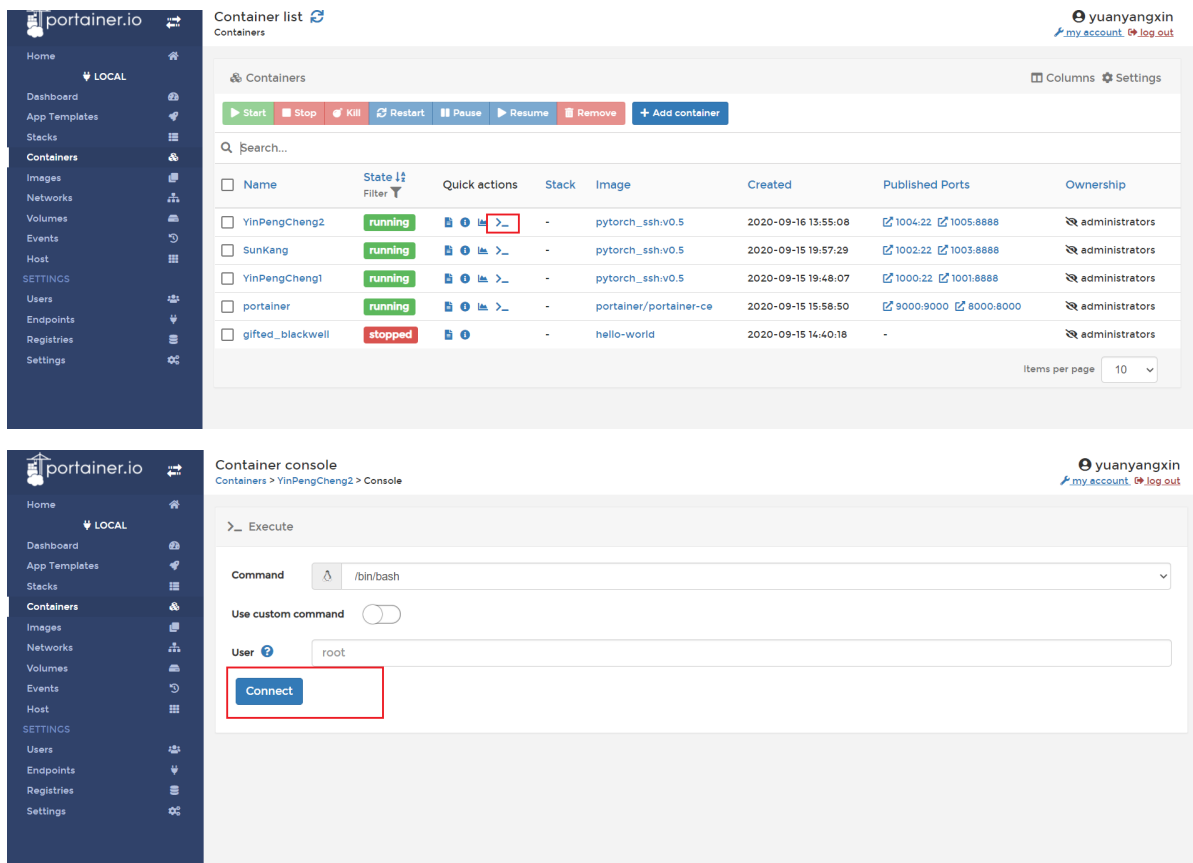 portainer.io
Container list
yuanyangxin
Containers
my account log out
Home
LOCAL
Containers
Columns Settings
Dashboard
App Templates
Start Stop Kill Restart Pause Resume Remove + Add container
Stacks
Containers
Search...
Images
Name State Filter Quick actions Stack Image Created Published Ports Ownership
Networks
Volumes
YinPengCheng2 running >_ - pytorch_ssh:v0.5 2020-09-16 13:55:08 1004:22 1005:8888 administrators
Events
SunKang running >_ - pytorch_ssh:v0.5 2020-09-15 19:57:29 1002:22 1003:8888 administrators
Host
SETTINGS
YinPengCheng1 running >_ - pytorch_ssh:v0.5 2020-09-15 19:48:07 1000:22 1001:8888 administrators
Users
portainer running >_ - portainer/portainer-ce 2020-09-15 15:58:50 9000:9000 8000:8000 administrators
Endpoints
gifted_blackwell stopped - hello-world 2020-09-15 14:40:18 - administrators
Registries
Settings
Items per page 10
portainer.io
Container console
yuanyangxin
Containers > YinPengCheng2 > Console
my account log out
Home
LOCAL
>_ Execute
Dashboard
App Templates
Command /bin/bash
Stacks
Containers
Use custom command
Images
Networks
User root
Volumes
Events
Connect
Host
SETTINGS
Users
Endpoints
Registries
Settings